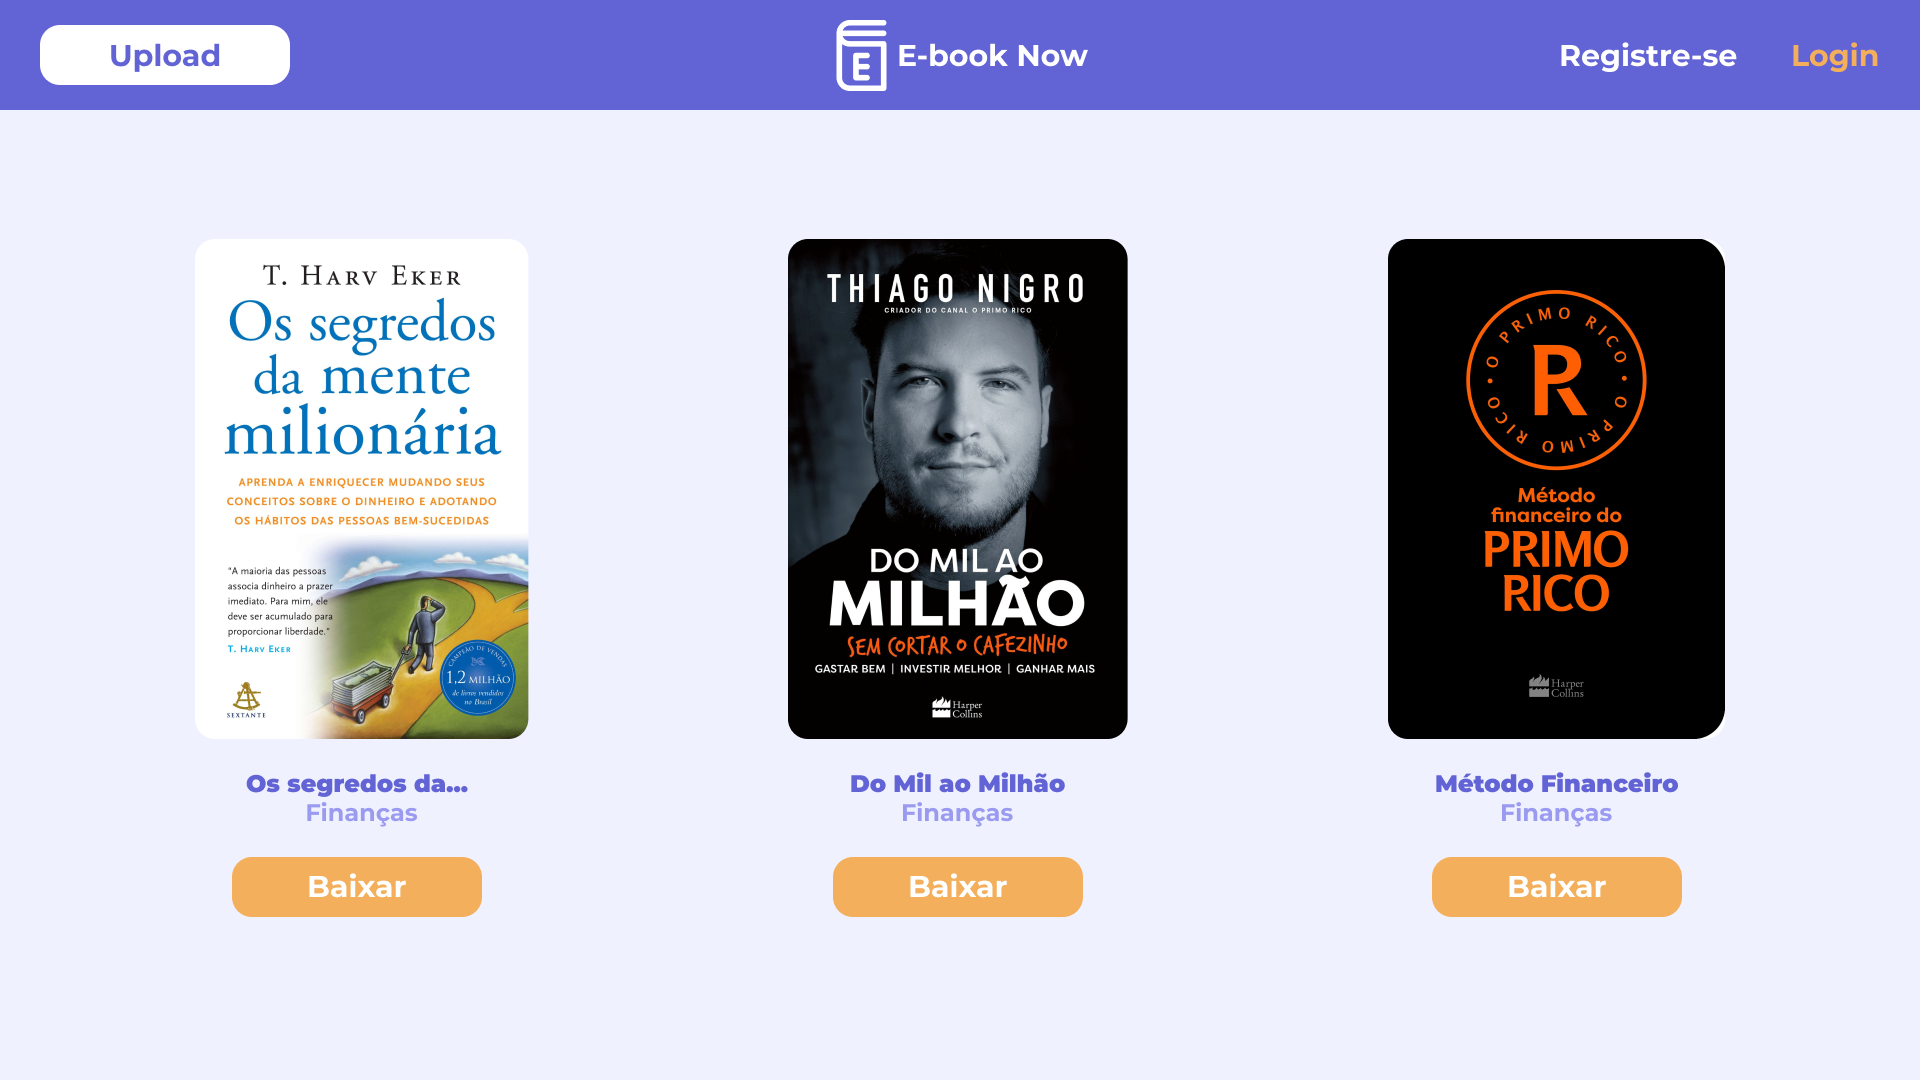 Upload
E
E-book Now
Registre-se
Login
T. HARV EKER
Os segredos
da mente
milionária
APRENDA A ENRIQUECER MUDANDO SEUS
CONCEITOS SOBRE O DINHEIRO E ADOTANDO
OS HÁBITOS DAS PESSOAS BEM-SUCEDIDAS
"A maioria das pessoas
associa dinheiro a prazer
imediato. Para mim, ele
deve ser acumulado para
proporcionar liberdade."
T. HARV EKER
SEXTANTE
CAMPEÃO DE VENDAS
1,2 MILHÃO
de livros vendidos
no Brasil
Os segredos da...
Finanças
Baixar
THIAGO NIGRO
CRIADOR DO CANAL O PRIMO RICO
DO MIL AO
MILHÃO
SEM CORTAR O CAFEZINHO
GASTAR BEM | INVESTIR MELHOR | GANHAR MAIS
Harper
Collins
Do Mil ao Milhão
Finanças
Baixar
O PRIMO RICO • O PRIMO RICO •
R
Método
financeiro do
PRIMO
RICO
Harper
Collins
Método Financeiro
Finanças
Baixar